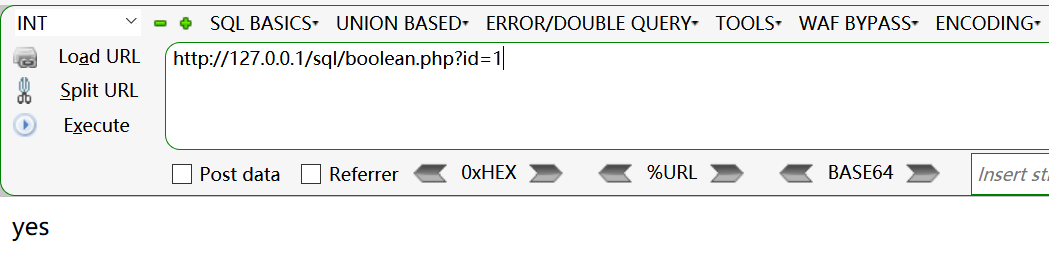 INT SQL BASICS UNION BASED ERROR/DOUBLE QUERY TOOLS WAF BYPASS ENCODING
Load URL http://127.0.0.1/sql/boolean.php?id=1
Split URL
Execute
Post data Referrer 0xHEX %URL BASE64 Insert st
yes